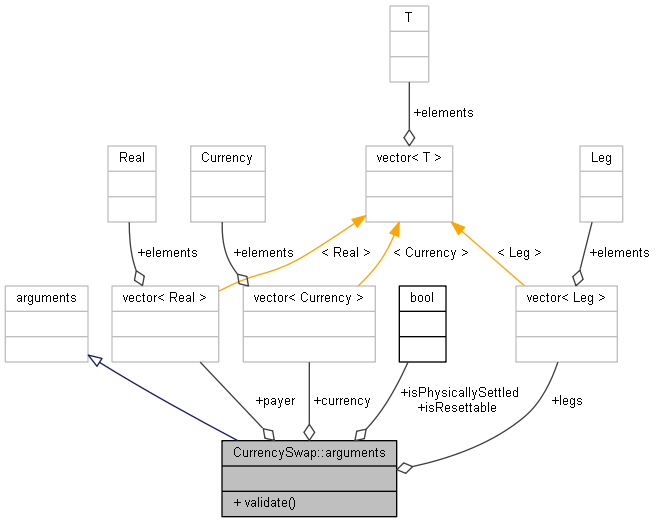 T
+elements
Real
Currency
vector< T >
Leg
+elements
+elements
< Real >
< Currency >
< Leg >
+elements
arguments
vector< Real >
vector< Currency >
bool
vector< Leg >
+payer
+currency
+isPhysicallySettled
+isResettable
+legs
CurrencySwap::arguments
+ validate()